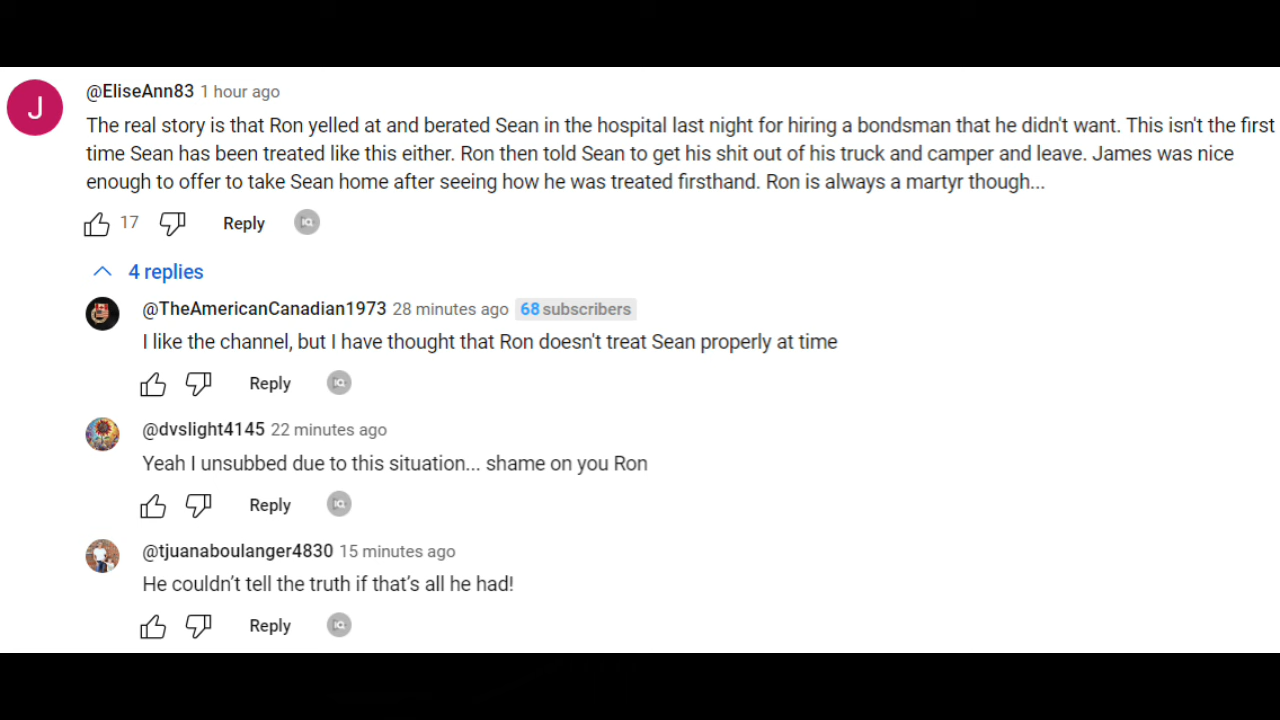 J
@EliseAnn83 1 hour ago
The real story is that Ron yelled at and berated Sean in the hospital last night for hiring a bondsman that he didn't want. This isn't the first
time Sean has been treated like this either. Ron then told Sean to get his shit out of his truck and camper and leave. James was nice
enough to offer to take Sean home after seeing how he was treated firsthand. Ron is always a martyr though...
17 Reply
4 replies
@TheAmericanCanadian1973 28 minutes ago 68 subscribers
I like the channel, but I have thought that Ron doesn't treat Sean properly at time
Reply
@dvslight4145 22 minutes ago
Yeah I unsubbed due to this situation... shame on you Ron
Reply
@tjuanaboulanger4830 15 minutes ago
He couldn’t tell the truth if that’s all he had!
Reply